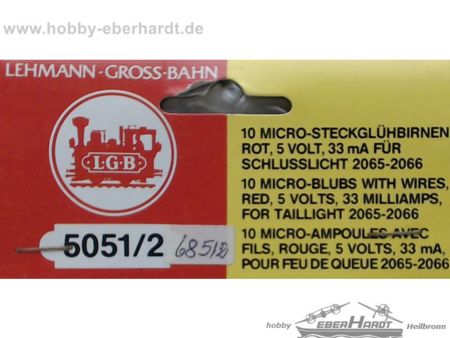 www.hobby-eberhardt.de
LEHMANN-GROSS-BAHN
L·G·B
5051/2
68512
10 MICRO-STECKGLÜHBIRNEN
ROT, 5 VOLT, 33 mA FÜR
SCHLUSSLICHT 2065-2066
10 MICRO-BLUBS WITH WIRES,
RED, 5 VOLTS, 33 MILLIAMPS,
FOR TAILLIGHT 2065-2066
10 MICRO-AMPOULES AVEC
FILS, ROUGE, 5 VOLTS, 33 mA,
POUR FEU DE QUEUE 2065-2066
hobby EBERHARDT Heilbronn